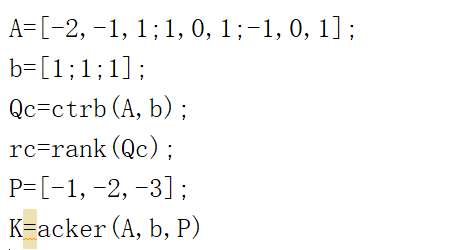 A=[-2,-1,1;1,0,1;-1,0,1];
b=[1;1;1];
Qc=ctrb(A,b);
rc=rank(Qc);
P=[-1,-2,-3];
K=acker(A,b,P)